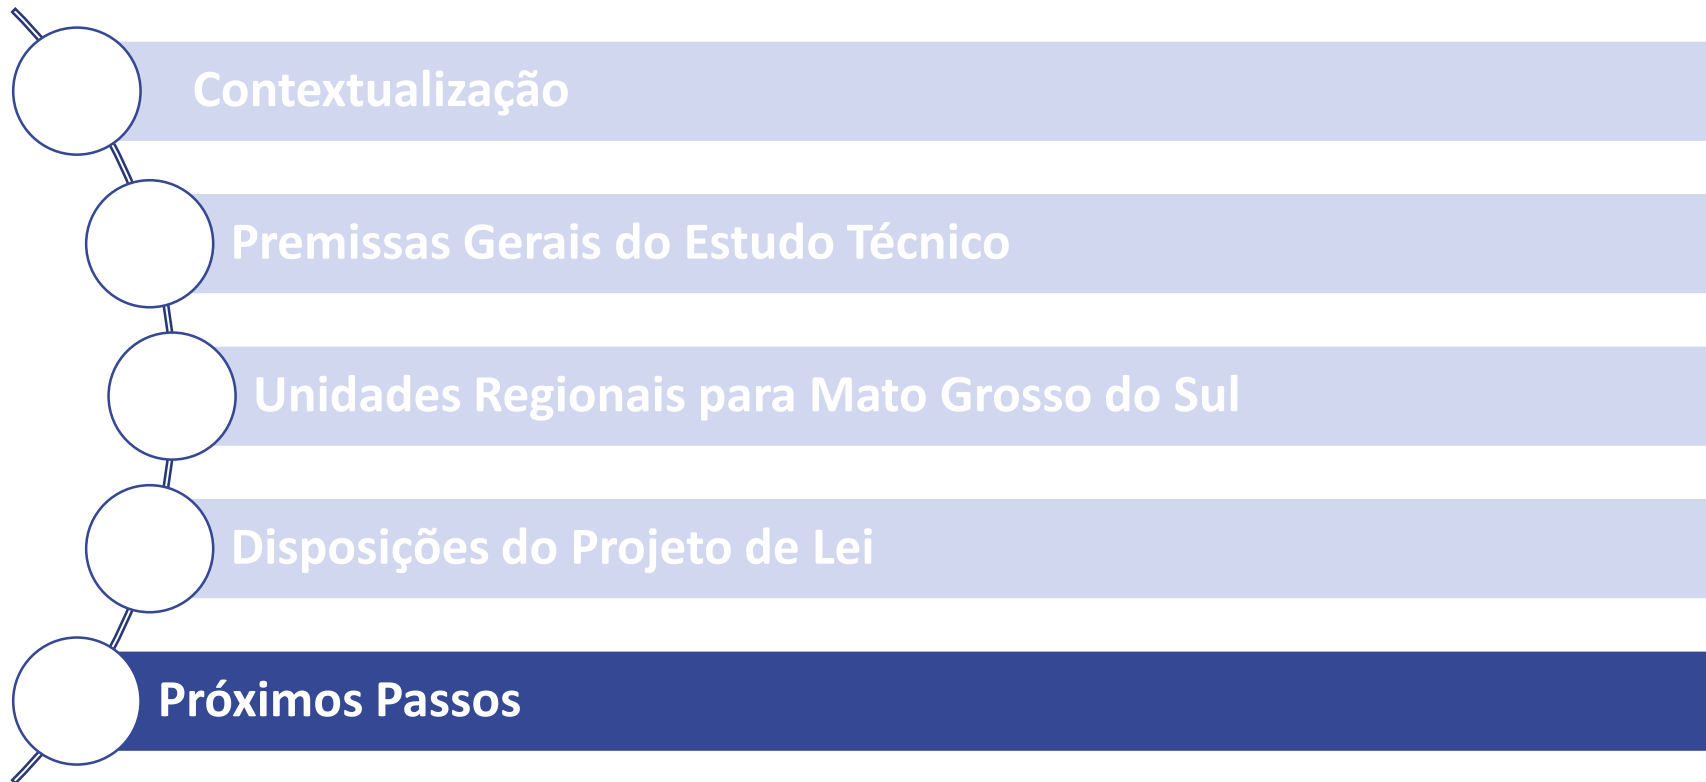 Contextualização
Premissas Gerais do Estudo Técnico
Unidades Regionais para Mato Grosso do Sul
Disposições do Projeto de Lei
Próximos Passos